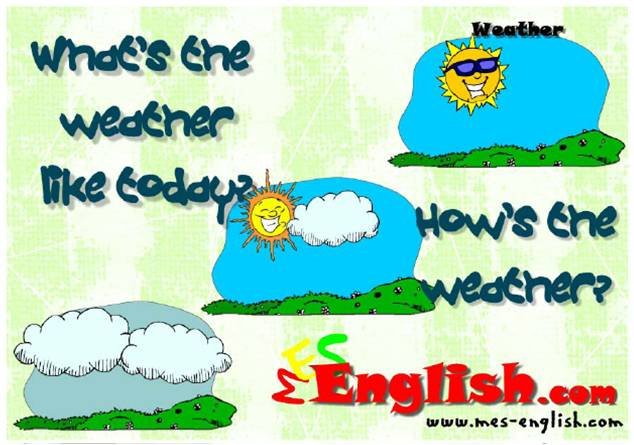 Weather
What's the
weather
like today?
How's the
weather?
MES
English.com
www.mes-english.com